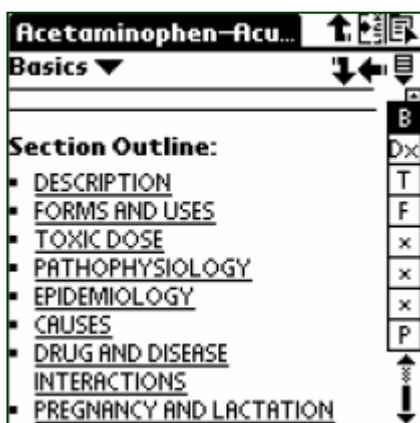 Acetaminophen-Acu...
Basics
Section Outline:
DESCRIPTION
FORMS AND USES
TOXIC DOSE
PATHOPHYSIOLOGY
EPIDEMIOLOGY
CAUSES
DRUG AND DISEASE
INTERACTIONS
PREGNANCY AND LACTATION
B
Dx
T
F
x
x
x
P